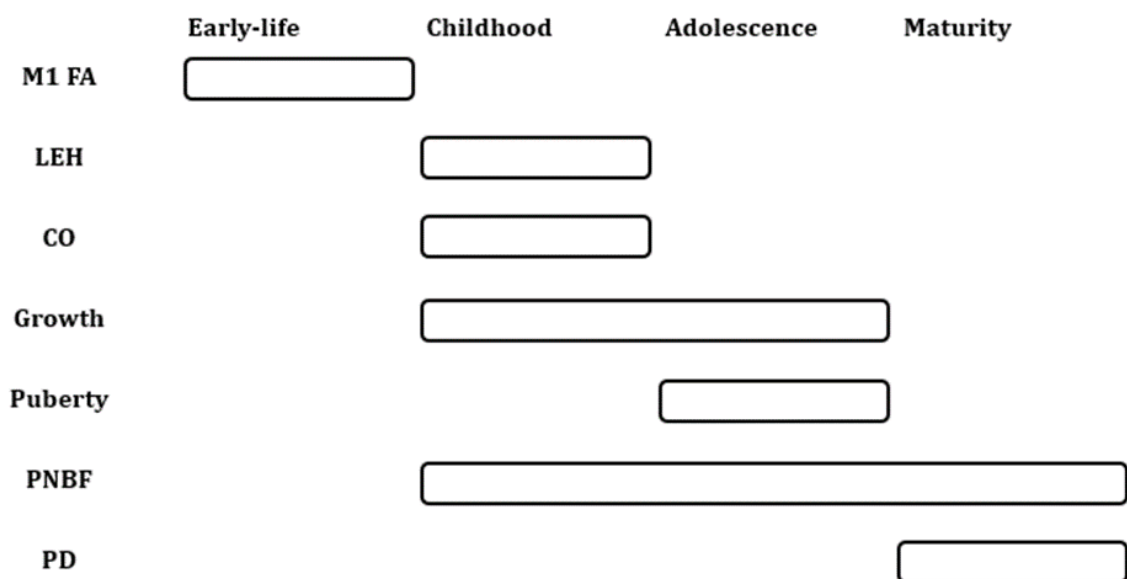 Early-life Childhood Adolescence Maturity
M1 FA
LEH
CO
Growth
Puberty
PNBF
PD